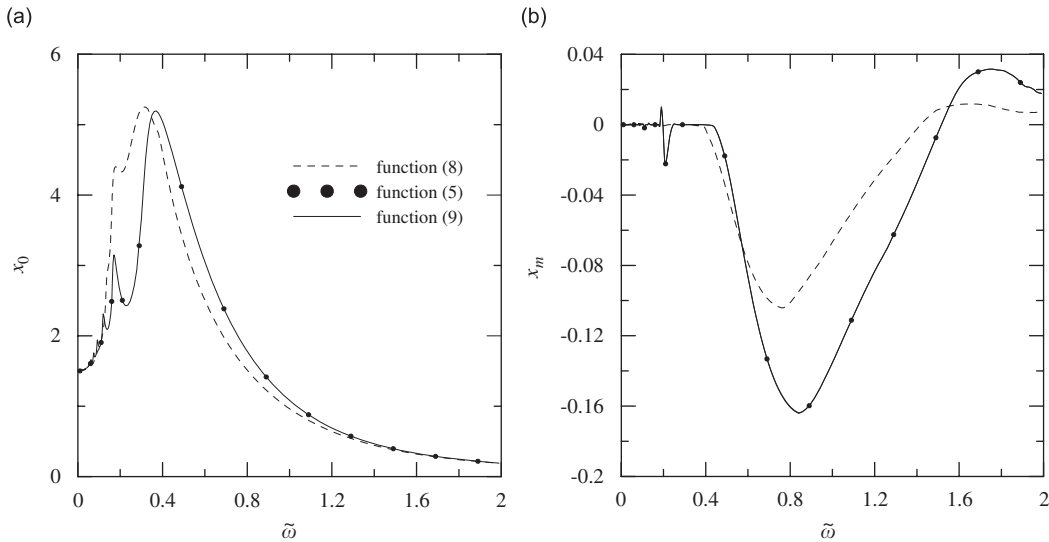 (a)
(b)
6
4
2
0
x0
0
0.4
0.8
1.2
1.6
2
ω̃
function (8)
function (5)
function (9)
0.04
0
-0.04
-0.08
-0.12
-0.16
-0.2
xm
0
0.4
0.8
1.2
1.6
2
ω̃